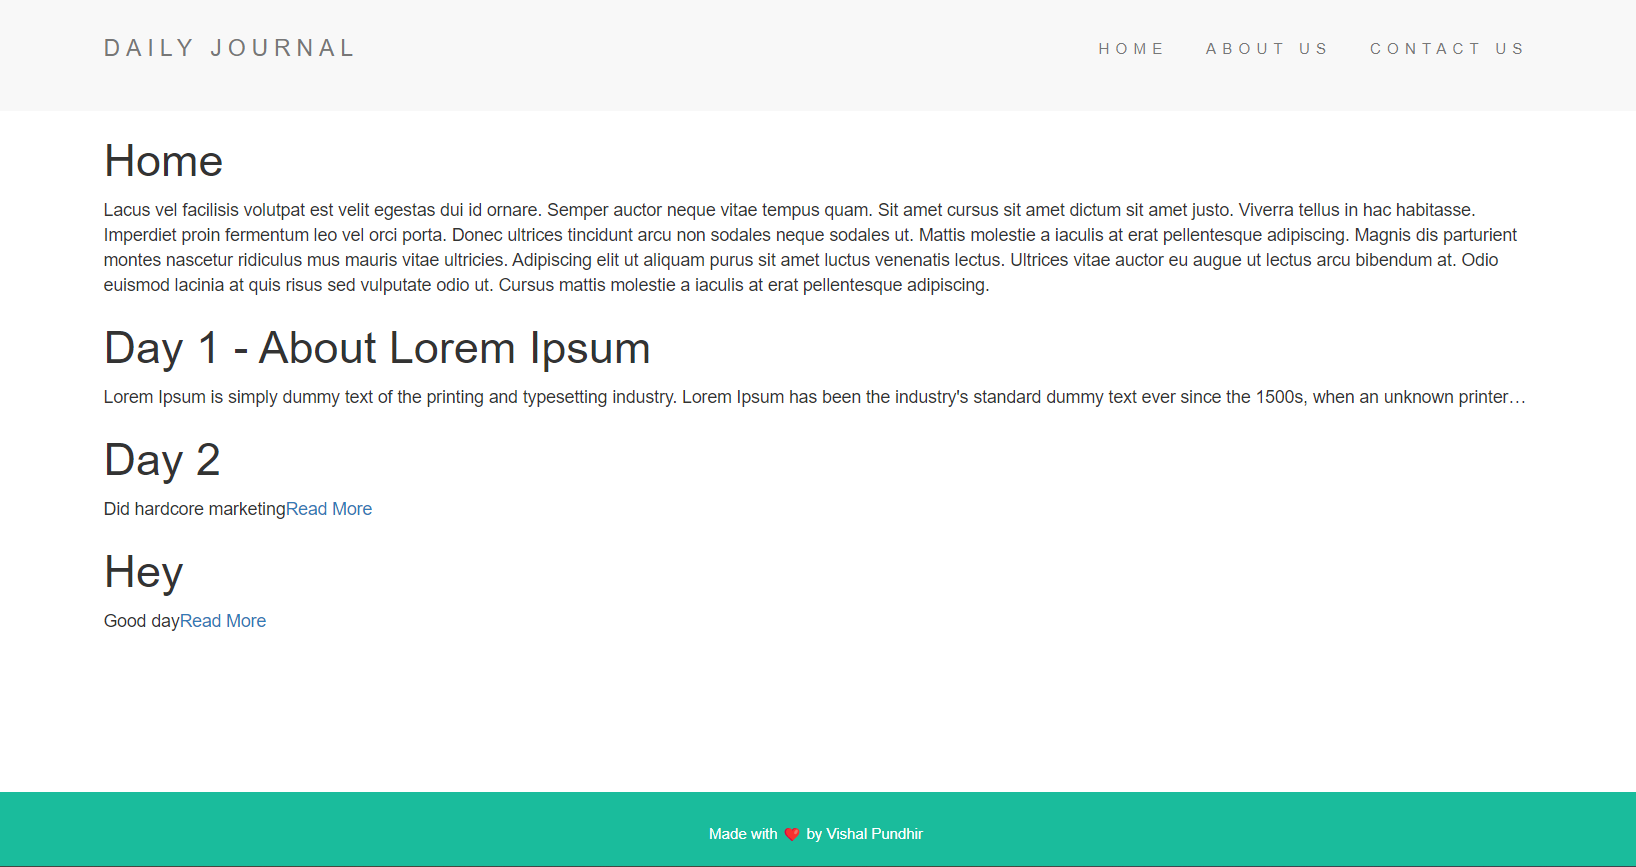 DAILY JOURNAL
HOME ABOUT US CONTACT US
Home
Lacus vel facilisis volutpat est velit egestas dui id ornare. Semper auctor neque vitae tempus quam. Sit amet cursus sit amet dictum sit amet justo. Viverra tellus in hac habitasse.
Imperdiet proin fermentum leo vel orci porta. Donec ultrices tincidunt arcu non sodales neque sodales ut. Mattis molestie a iaculis at erat pellentesque adipiscing. Magnis dis parturient
montes nascetur ridiculus mus mauris vitae ultricies. Adipiscing elit ut aliquam purus sit amet luctus venenatis lectus. Ultrices vitae auctor eu augue ut lectus arcu bibendum at. Odio
euismod lacinia at quis risus sed vulputate odio ut. Cursus mattis molestie a iaculis at erat pellentesque adipiscing.
Day 1 - About Lorem Ipsum
Lorem Ipsum is simply dummy text of the printing and typesetting industry. Lorem Ipsum has been the industry's standard dummy text ever since the 1500s, when an unknown printer…
Day 2
Did hardcore marketingRead More
Hey
Good dayRead More
Made with ❤️ by Vishal Pundhir